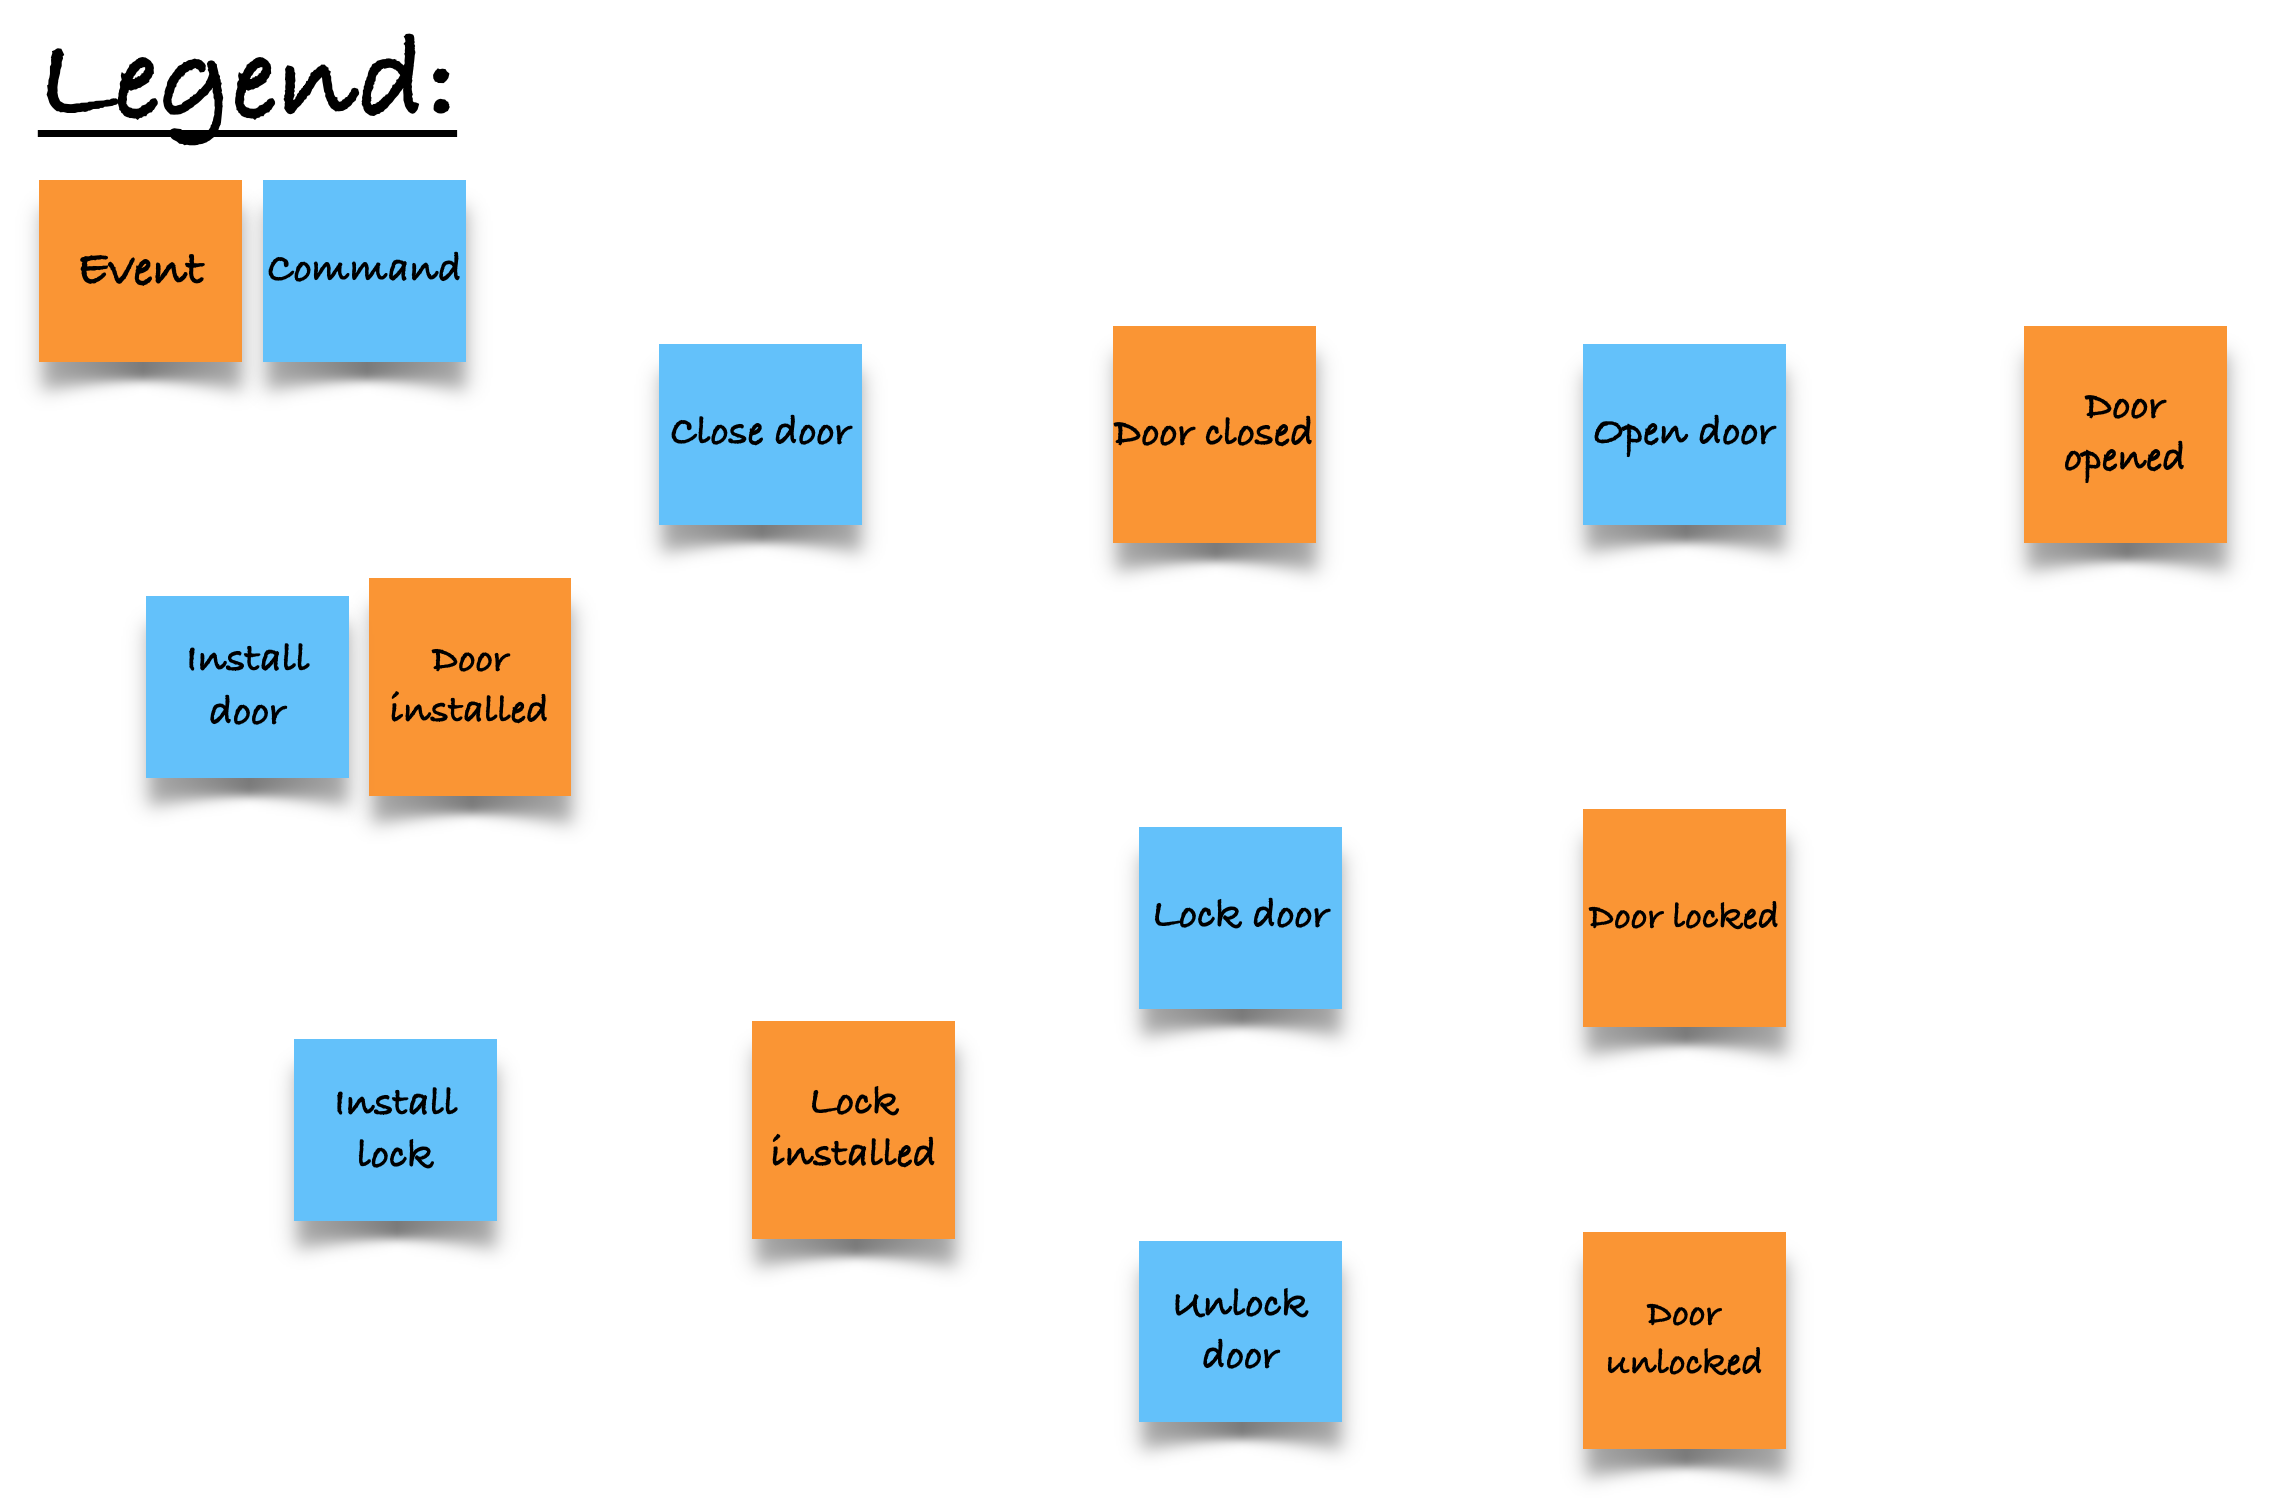 Legend:
Event
Command
Close door
Door closed
Open door
Door
opened
Install
door
Door
installed
Lock door
Door locked
Install
lock
Lock
installed
Unlock
door
Door
unlocked